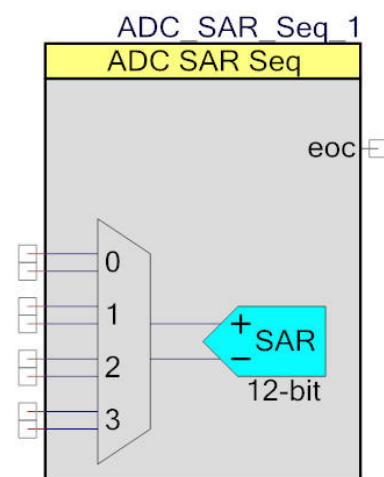 ADC_SAR_Seq_1
ADC SAR Seq
eoc
0
1
2
3
+
SAR
−
12-bit